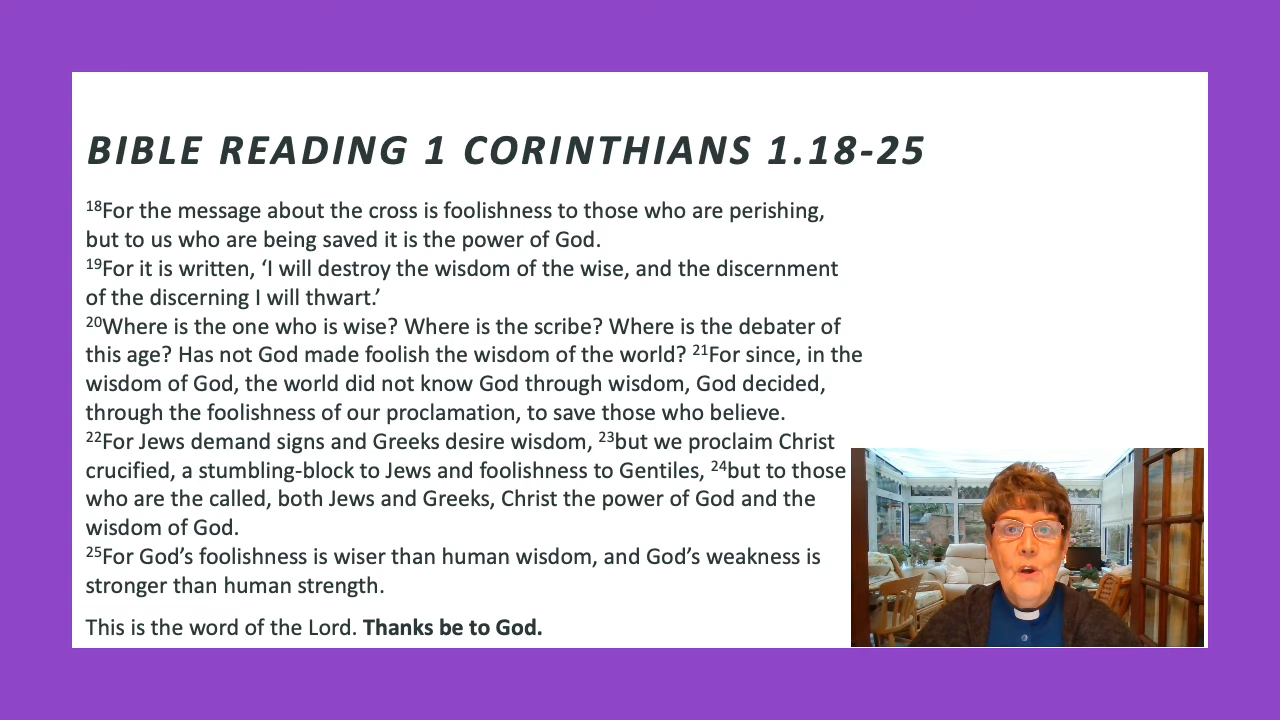 BIBLE READING 1 CORINTHIANS 1.18-25
18For the message about the cross is foolishness to those who are perishing,
but to us who are being saved it is the power of God.
19For it is written, ‘I will destroy the wisdom of the wise, and the discernment
of the discerning I will thwart.’
20Where is the one who is wise? Where is the scribe? Where is the debater of
this age? Has not God made foolish the wisdom of the world? 21For since, in the
wisdom of God, the world did not know God through wisdom, God decided,
through the foolishness of our proclamation, to save those who believe.
22For Jews demand signs and Greeks desire wisdom, 23but we proclaim Christ
crucified, a stumbling-block to Jews and foolishness to Gentiles, 24but to those
who are the called, both Jews and Greeks, Christ the power of God and the
wisdom of God.
25For God’s foolishness is wiser than human wisdom, and God’s weakness is
stronger than human strength.
This is the word of the Lord. Thanks be to God.